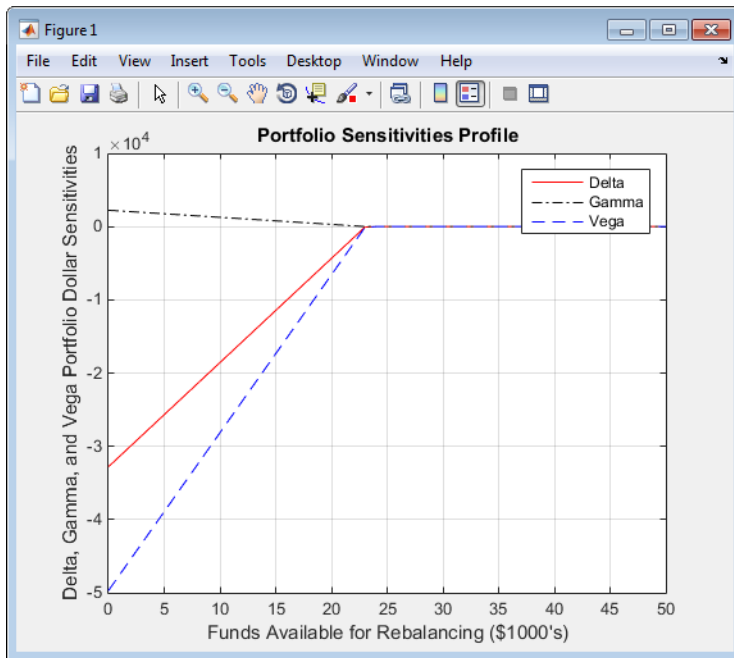 Figure 1
File Edit View Insert Tools Desktop Window Help
Portfolio Sensitivities Profile
×10⁴
Delta, Gamma, and Vega Portfolio Dollar Sensitivities
1
0
-1
-2
-3
-4
-5
Delta
Gamma
Vega
0 5 10 15 20 25 30 35 40 45 50
Funds Available for Rebalancing ($1000's)